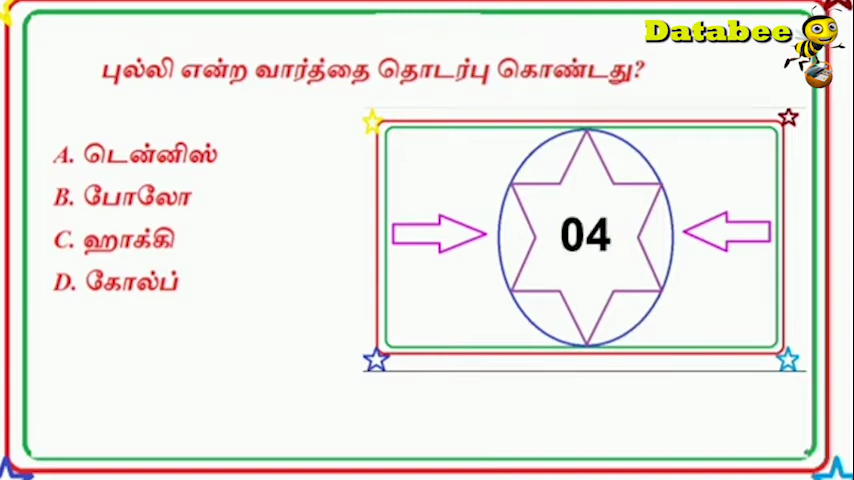 Databee
புல்லி என்ற வார்த்தை தொடர்பு கொண்டது?
A. டென்னிஸ்
B. போலோ
C. ஹாக்கி
D. கோல்ப்
04